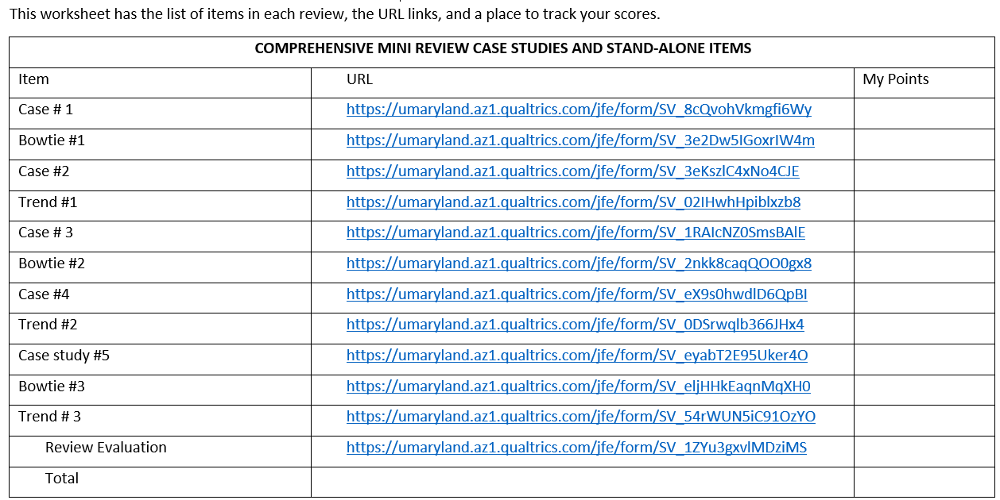 This worksheet has the list of items in each review, the URL links, and a place to track your scores.
COMPREHENSIVE MINI REVIEW CASE STUDIES AND STAND-ALONE ITEMS
Item URL My Points
Case # 1 https://umaryland.az1.qualtrics.com/jfe/form/SV_8cQvohVkmgfi6Wy
Bowtie #1 https://umaryland.az1.qualtrics.com/jfe/form/SV_3e2Dw5IGoxrIW4m
Case #2 https://umaryland.az1.qualtrics.com/jfe/form/SV_3eKszlC4xNo4CJE
Trend #1 https://umaryland.az1.qualtrics.com/jfe/form/SV_02IHwhHpiblxzb8
Case # 3 https://umaryland.az1.qualtrics.com/jfe/form/SV_1RAIcNZ0SmsBAlE
Bowtie #2 https://umaryland.az1.qualtrics.com/jfe/form/SV_2nkk8caqQOO0gx8
Case #4 https://umaryland.az1.qualtrics.com/jfe/form/SV_eX9s0hwdlD6QpBI
Trend #2 https://umaryland.az1.qualtrics.com/jfe/form/SV_0DSrwqlb366JHx4
Case study #5 https://umaryland.az1.qualtrics.com/jfe/form/SV_eyabT2E95Uker4O
Bowtie #3 https://umaryland.az1.qualtrics.com/jfe/form/SV_eljHHkEaqnMqXH0
Trend # 3 https://umaryland.az1.qualtrics.com/jfe/form/SV_54rWUN5iC91OzYO
Review Evaluation https://umaryland.az1.qualtrics.com/jfe/form/SV_1ZYu3gxvlMDziMS
Total